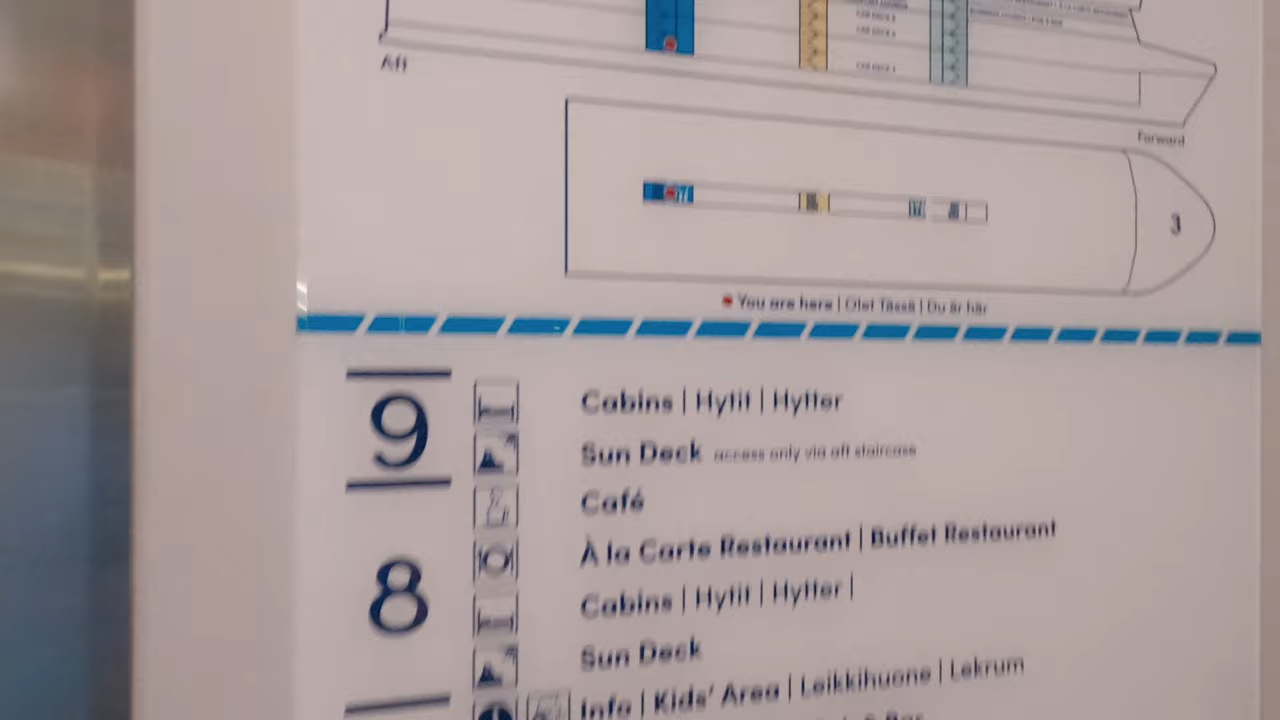 Aft
Forward
3
You are here | Olet Tässä | Du är här
9
Cabins | Hytit | Hytter
Sun Deck access only via aft staircase
Café
8
À la Carte Restaurant | Buffet Restaurant
Cabins | Hytit | Hytter |
Sun Deck
Info | Kids' Area | Leikkihuone | Lekrum